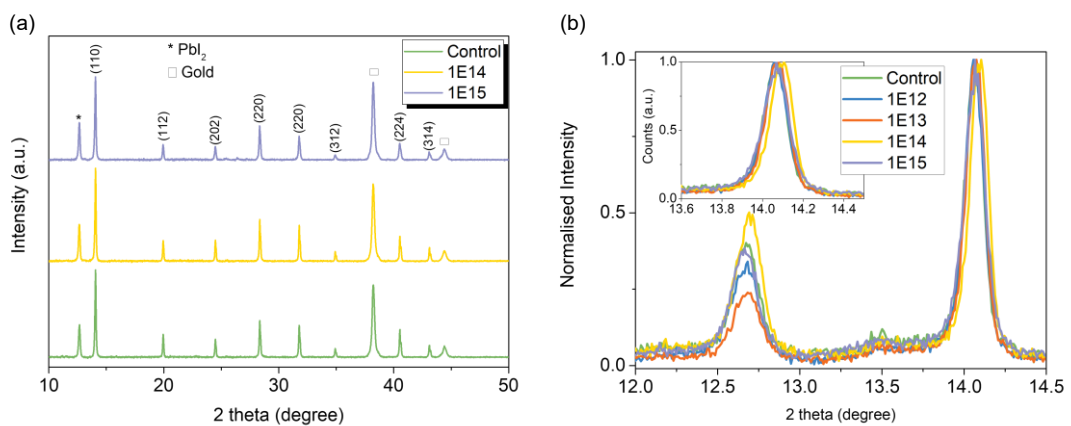 (a)
* PbI2
□ Gold
Control
1E14
1E15
*
(110)
(112)
(202)
(220)
(220)
(312)
(224)
(314)
Intensity (a.u.)
10 20 30 40 50
2 theta (degree)
(b)
1.0
0.5
0.0
Normalised Intensity
12.0 12.5 13.0 13.5 14.0 14.5
2 theta (degree)
Control
1E12
1E13
1E14
1E15
1.0
0.5
0.0
Counts (a.u.)
13.6 13.8 14.0 14.2 14.4